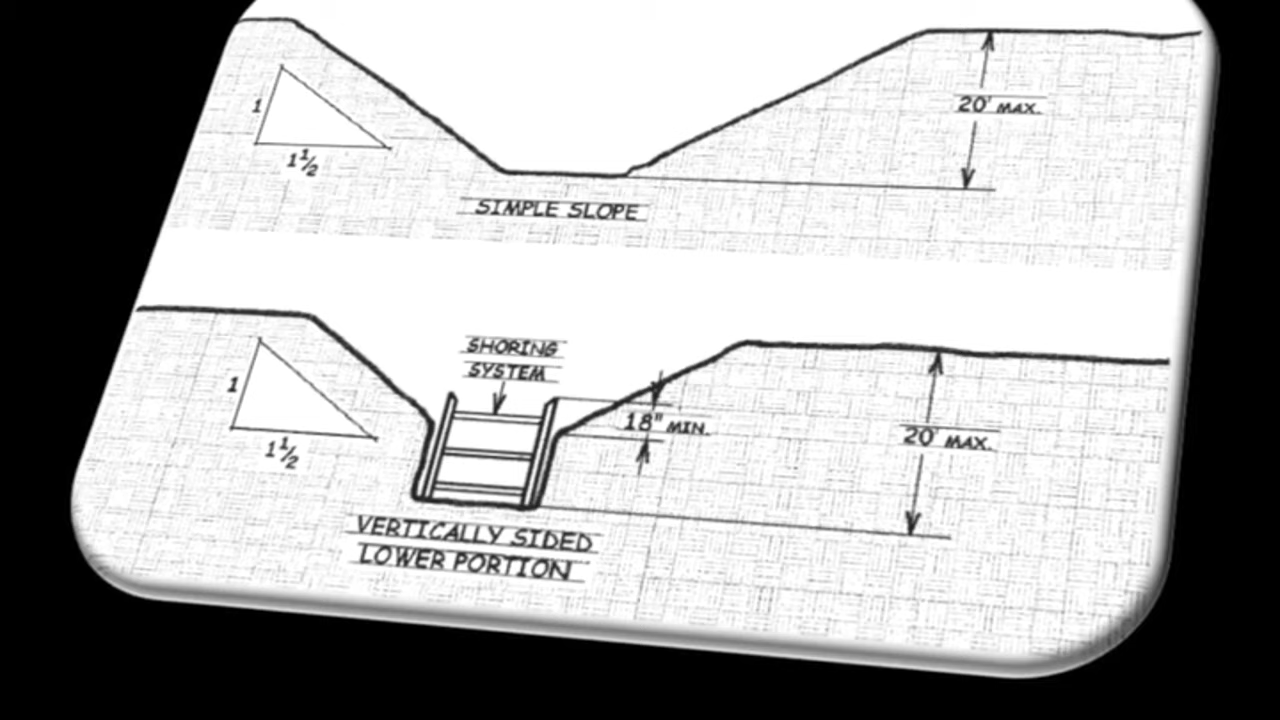 1
1½
20' MAX.
SIMPLE SLOPE
SHORING
SYSTEM
1
1½
18" MIN.
20' MAX.
VERTICALLY SIDED
LOWER PORTION